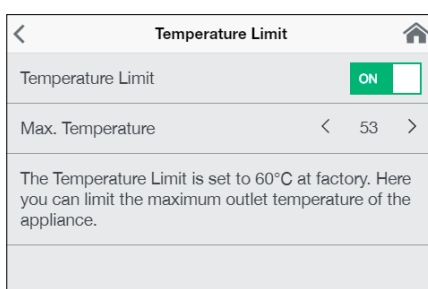 Temperature Limit
Temperature Limit ON
Max. Temperature 53
The Temperature Limit is set to 60°C at factory. Here
you can limit the maximum outlet temperature of the
appliance.